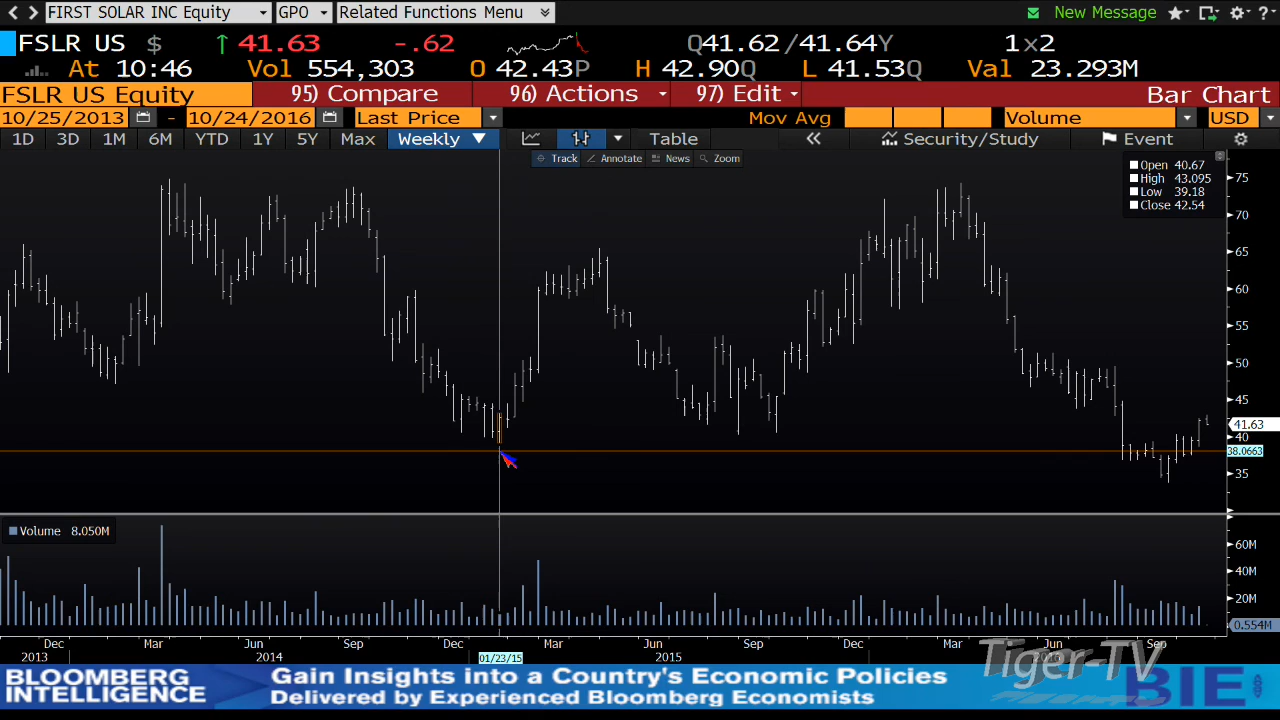 FIRST SOLAR INC Equity GPO Related Functions Menu New Message ?
FSLR US $ ↑ 41.63 -.62 Q41.62/41.64Y 1x2
At 10:46 Vol 554,303 O 42.43P H 42.90Q L 41.53Q Val 23.293M
FSLR US Equity 95) Compare 96) Actions 97) Edit Bar Chart
10/25/2013 - 10/24/2016 Last Price Mov Avg Volume USD
1D 3D 1M 6M YTD 1Y 5Y Max Weekly Table Security/Study Event
Track Annotate News Zoom
Open 40.67
High 43.095
Low 39.18
Close 42.54
75
70
65
60
55
50
45
41.63
40
38.0663
35
Volume 8.050M
60M
40M
20M
0.554M
Dec Mar Jun Sep Dec Mar Jun Sep Dec Mar Jun Sep
2013 2014 01/23/15 2015
Tiger-TV
BLOOMBERG
INTELLIGENCE
Gain Insights into a Country's Economic Policies
Delivered by Experienced Bloomberg Economists